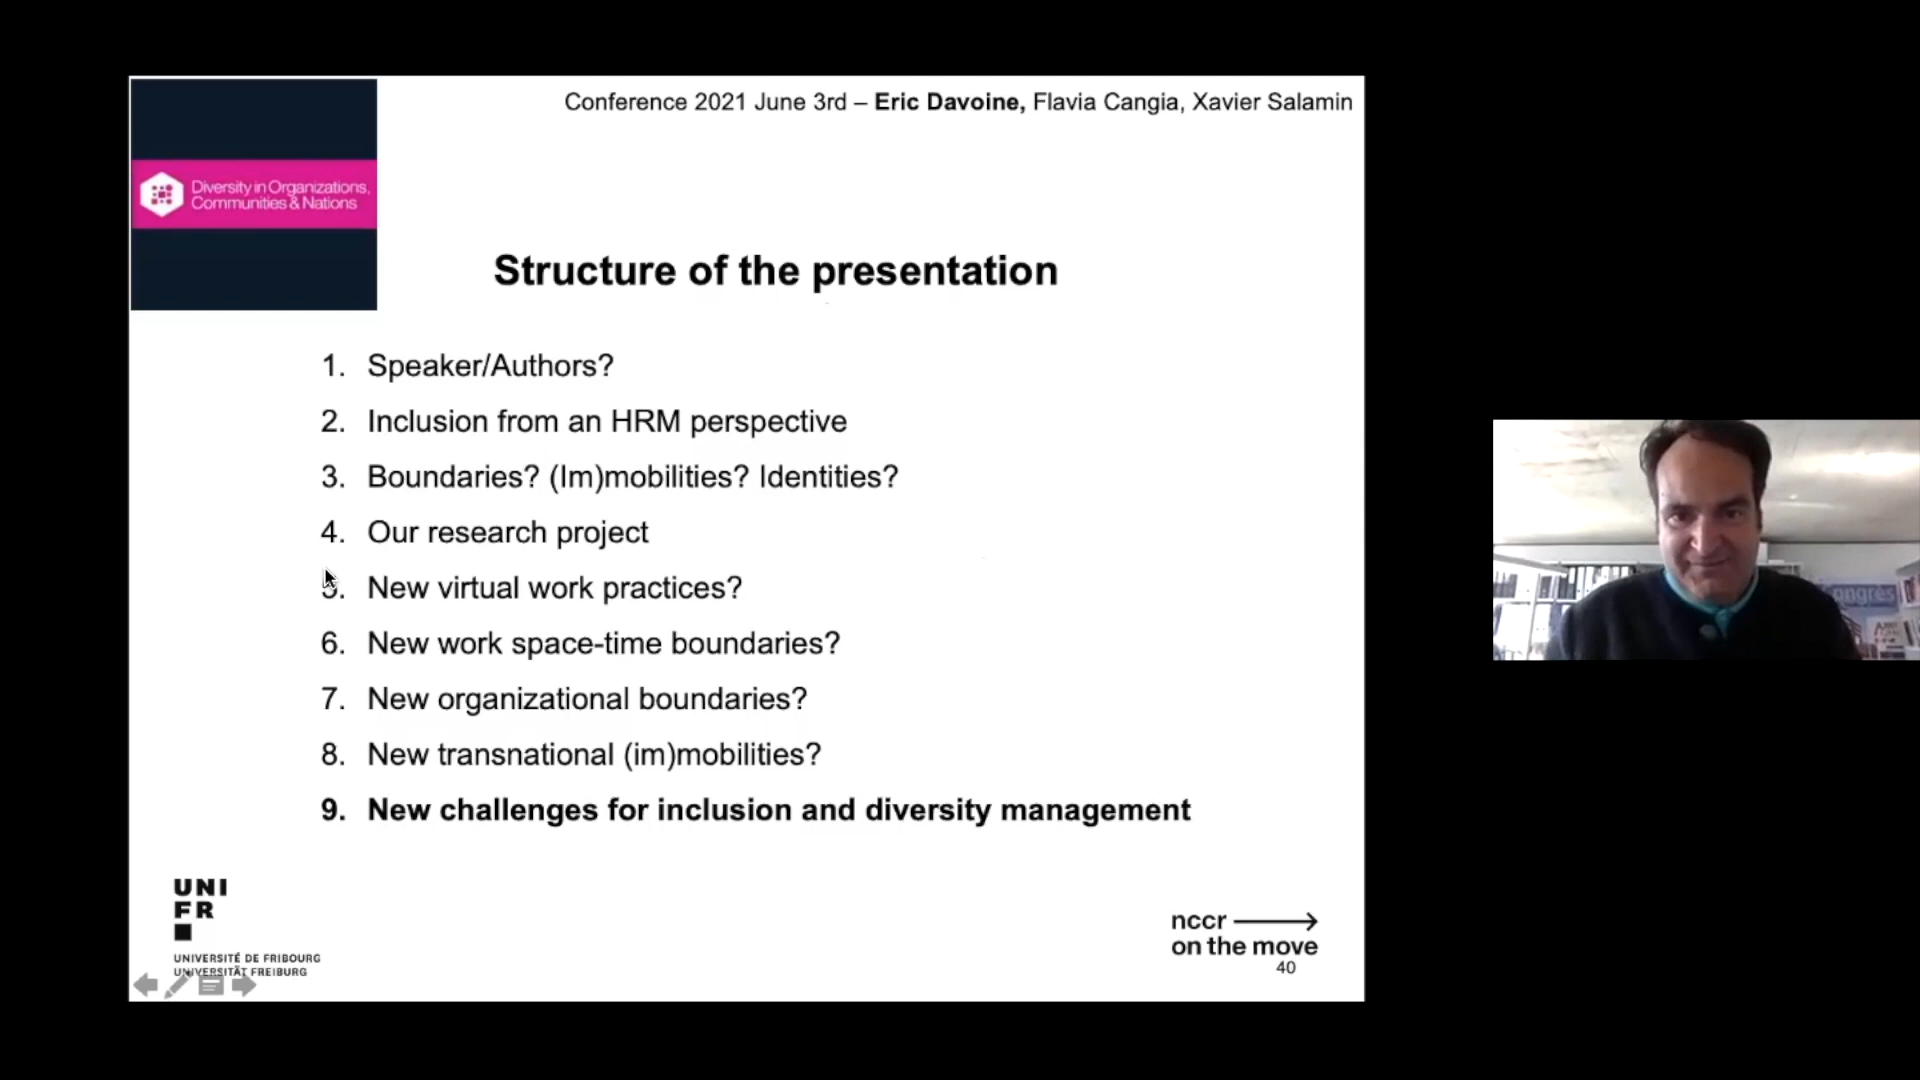 Conference 2021 June 3rd – Eric Davoine, Flavia Cangia, Xavier Salamin
Diversity in Organizations,
Communities & Nations
Structure of the presentation
1. Speaker/Authors?
2. Inclusion from an HRM perspective
3. Boundaries? (Im)mobilities? Identities?
4. Our research project
5. New virtual work practices?
6. New work space-time boundaries?
7. New organizational boundaries?
8. New transnational (im)mobilities?
9. New challenges for inclusion and diversity management
UNI
FR
UNIVERSITÉ DE FRIBOURG
UNIVERSITÄT FREIBURG
nccr
on the move
40